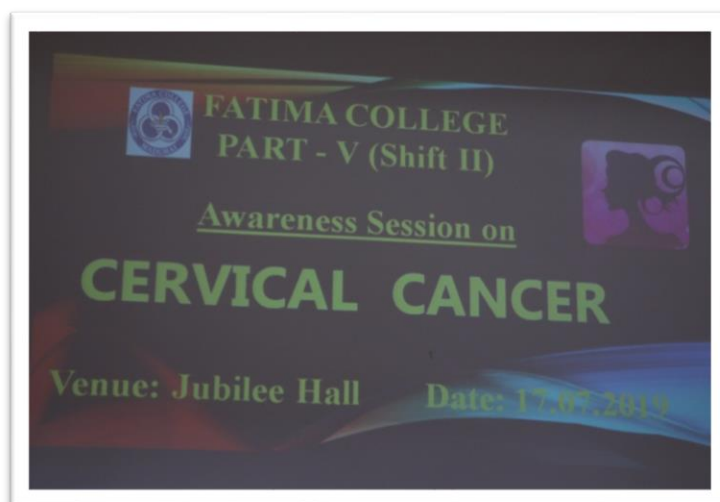 FATIMA COLLEGE
PART - V (Shift II)
Awareness Session on
CERVICAL CANCER
Venue: Jubilee Hall Date: 17.07.2019